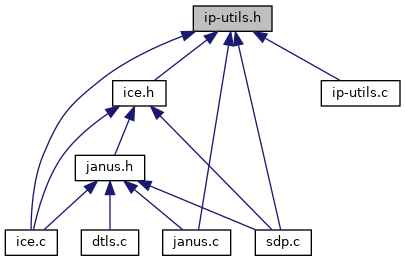 ip-utils.h
ice.h
ip-utils.c
janus.h
ice.c
dtls.c
janus.c
sdp.c